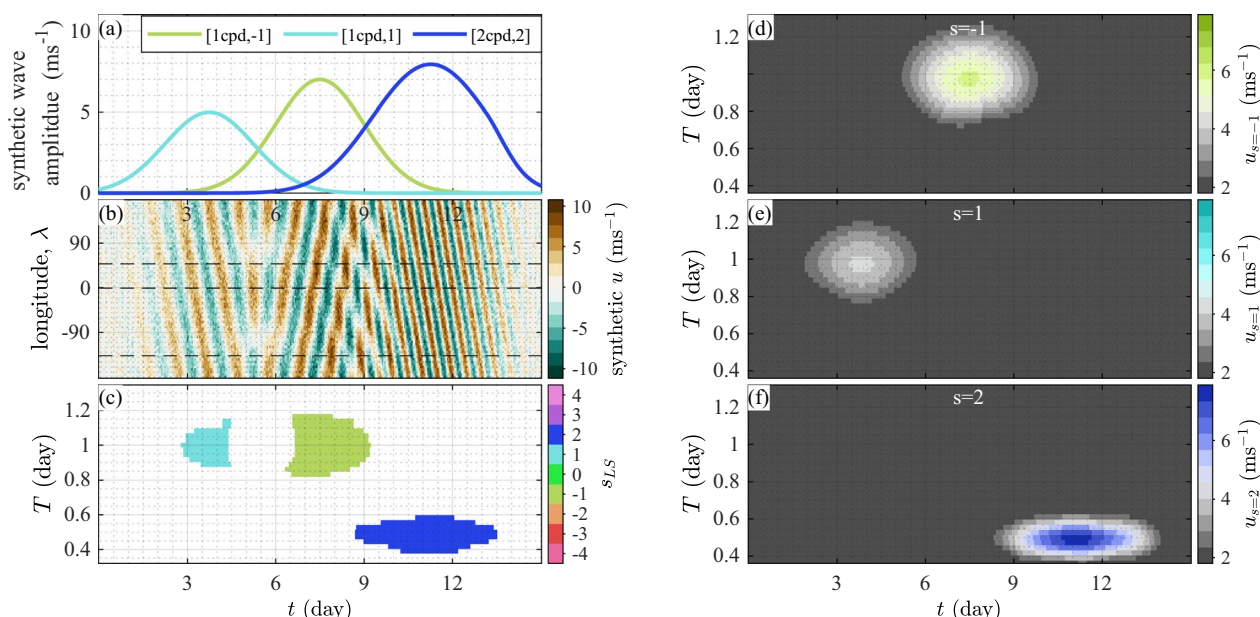 (a)
[1cpd,-1] [1cpd,1] [2cpd,2]
synthetic wave
amplitdue (ms⁻¹)
10
5
0
3 6 9 12
(b)
longitude, λ
90
0
-90
10
5
0
-5
-10
synthetic u (ms⁻¹)
(c)
T (day)
1.2
1
0.8
0.6
0.4
3 6 9 12
t (day)
4
3
2
1
0
-1
-2
-3
-4
s_LS
(d)
s=-1
T (day)
1.2
1
0.8
0.6
0.4
6
4
2
u_{s=-1} (ms⁻¹)
(e)
s=1
T (day)
1.2
1
0.8
0.6
0.4
6
4
2
u_{s=1} (ms⁻¹)
(f)
s=2
T (day)
1.2
1
0.8
0.6
0.4
3 6 9 12
t (day)
6
4
2
u_{s=2} (ms⁻¹)